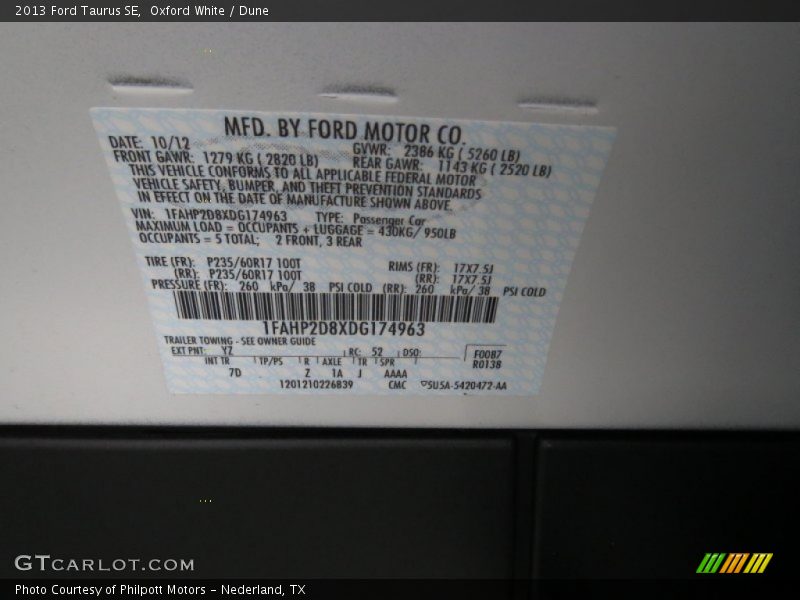 2013 Ford Taurus SE,  Oxford White / Dune
MFD. BY FORD MOTOR CO.
DATE: 10/12 GVWR: 2386 KG ( 5260 LB)
FRONT GAWR: 1279 KG ( 2820 LB) REAR GAWR: 1143 KG ( 2520 LB)
THIS VEHICLE CONFORMS TO ALL APPLICABLE FEDERAL MOTOR
VEHICLE SAFETY, BUMPER, AND THEFT PREVENTION STANDARDS
IN EFFECT ON THE DATE OF MANUFACTURE SHOWN ABOVE.
VIN: 1FAHP2D8XDG174963 TYPE: Passenger Car
MAXIMUM LOAD = OCCUPANTS + LUGGAGE = 430KG/ 950LB
OCCUPANTS = 5 TOTAL; 2 FRONT, 3 REAR
TIRE (FR): P235/60R17 100T RIMS (FR): 17X7.5J
(RR): P235/60R17 100T (RR): 17X7.5J
PRESSURE (FR): 260 kPa/ 38 PSI COLD (RR): 260 kPa/ 38 PSI COLD
1FAHP2D8XDG174963
TRAILER TOWING - SEE OWNER GUIDE
EXT PNT: YZ RC: 52 DSO: F0087
INT TR TP/PS R AXLE TR SPR R0138
7D Z 1A J AAAA
1201210226839 CMC 5U5A-5420472-AA
GTCARLOT.COM
Photo Courtesy of Philpott Motors - Nederland, TX